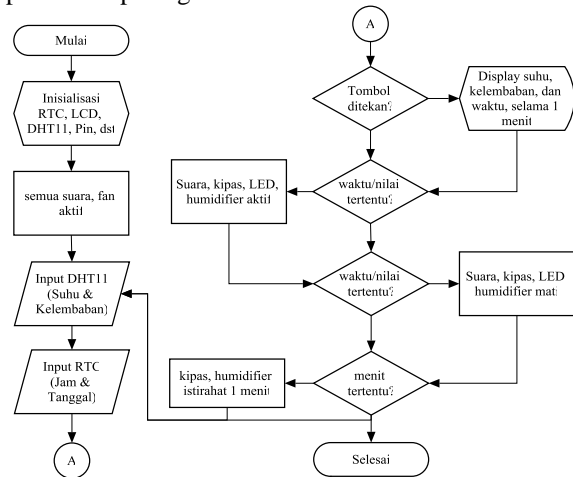 Mulai
Inisialisasi
RTC, LCD,
DHT11, Pin, dst
semua suara, fan
aktif
Input DHT11
(Suhu &
Kelembaban)
Input RTC
(Jam &
Tanggal)
A
A
Tombol
ditekan?
Display suhu,
kelembaban, dan
waktu, selama 1
menit
waktu/nilai
tertentu?
Suara, kipas, LED,
humidifier aktif
waktu/nilai
tertentu?
Suara, kipas, LED
humidifier mati
menit
tertentu?
kipas, humidifier
istirahat 1 menit
Selesai